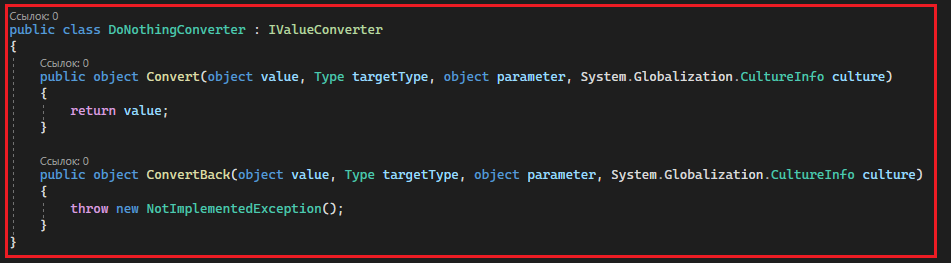 Ссылок: 0
public class DoNothingConverter : IValueConverter
{
Ссылок: 0
public object Convert(object value, Type targetType, object parameter, System.Globalization.CultureInfo culture)
{
return value;
}
Ссылок: 0
public object ConvertBack(object value, Type targetType, object parameter, System.Globalization.CultureInfo culture)
{
throw new NotImplementedException();
}
}